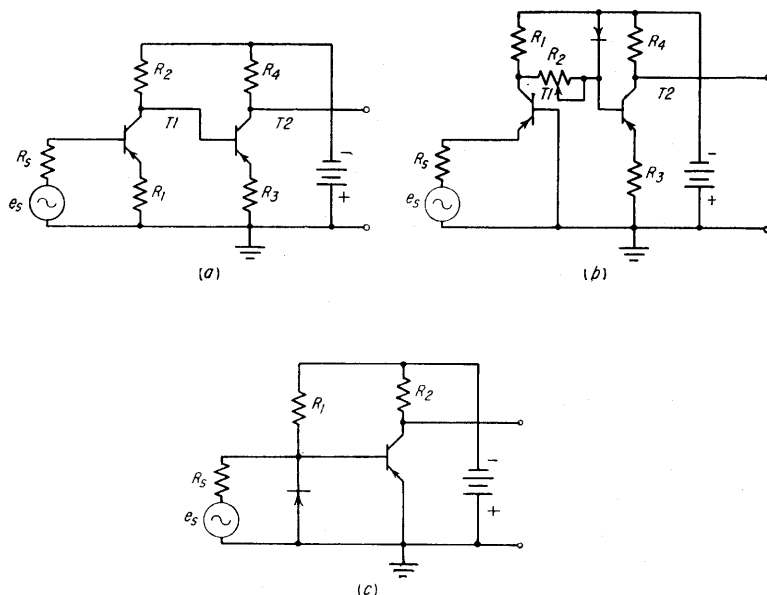 R2
R4
T1
T2
Rs
es
R1
R3
-
+
(a)
R1
R2
R4
T1
T2
Rs
es
R3
-
+
(b)
R1
R2
Rs
es
-
+
(c)